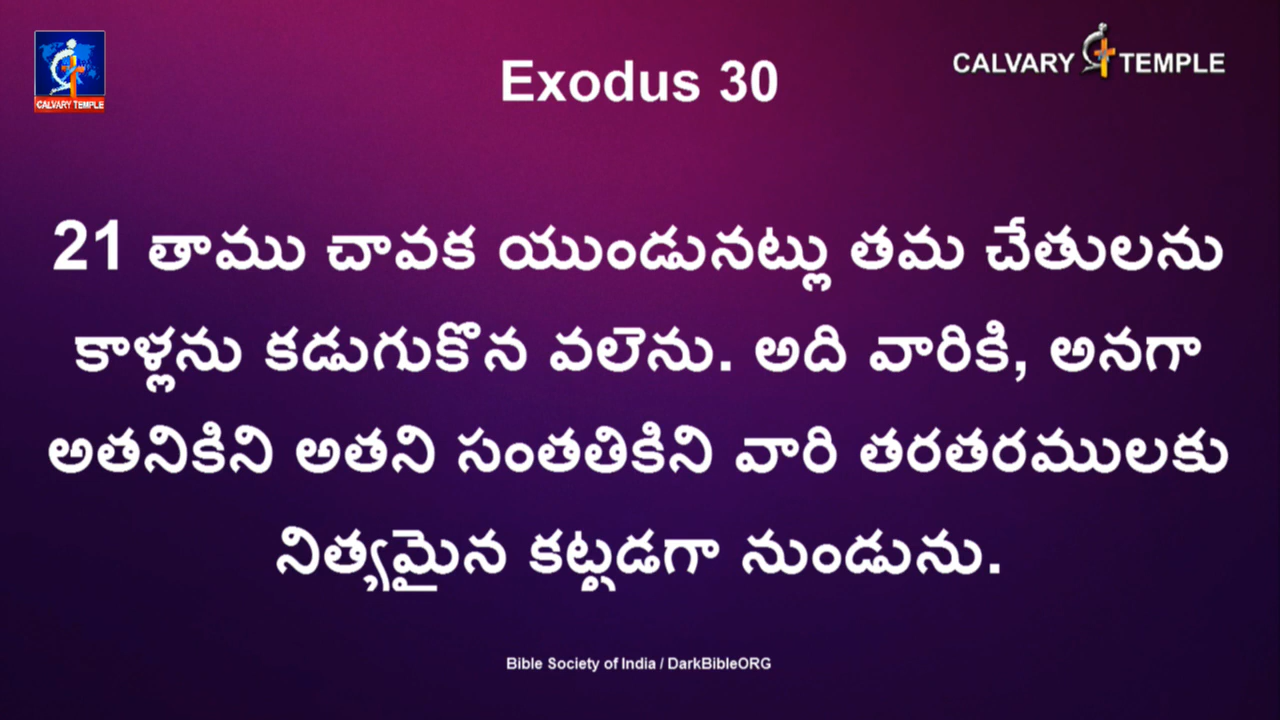 CALVARY TEMPLE
Exodus 30
CALVARY TEMPLE
21 తాము చావక యుండునట్లు తమ చేతులను
కాళ్లను కడుగుకొన వలెను. అది వారికి, అనగా
అతనికిని అతని సంతతికిని వారి తరతరములకు
నిత్యమైన కట్టడగా నుండును.
Bible Society of India / DarkBibleORG